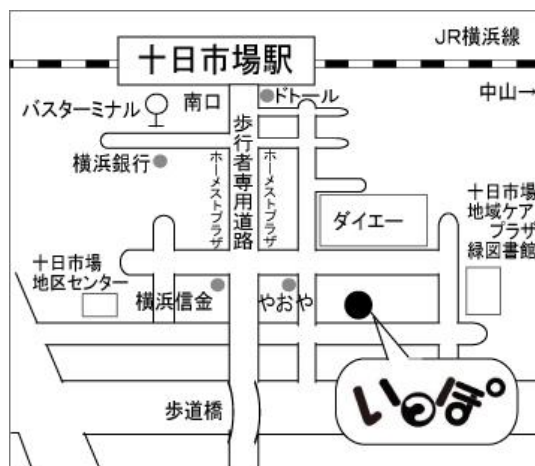 JR横浜線
十日市場駅
中山→
バスターミナル
南口
ドトール
歩行者専用道路
ホーメストプラザ
ホーメストプラザ
横浜銀行
ダイエー
十日市場
地域ケア
プラザ
緑図書館
十日市場
地区センター
横浜信金
やおや
いっぽ°
歩道橋